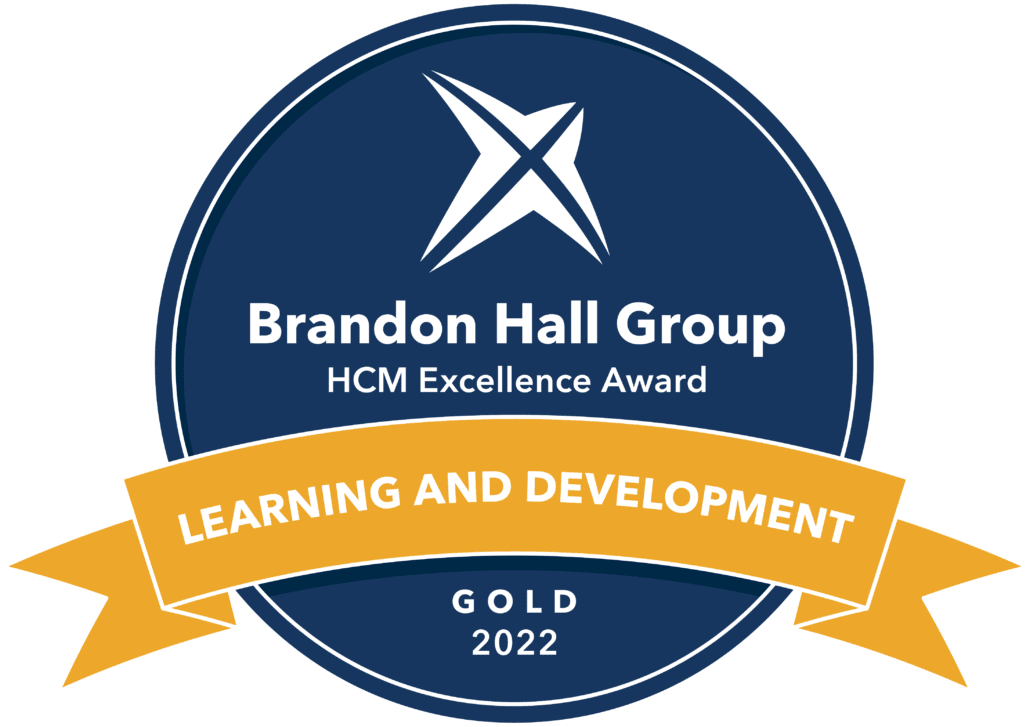 Brandon Hall Group
HCM Excellence Award
LEARNING AND DEVELOPMENT
GOLD
2022